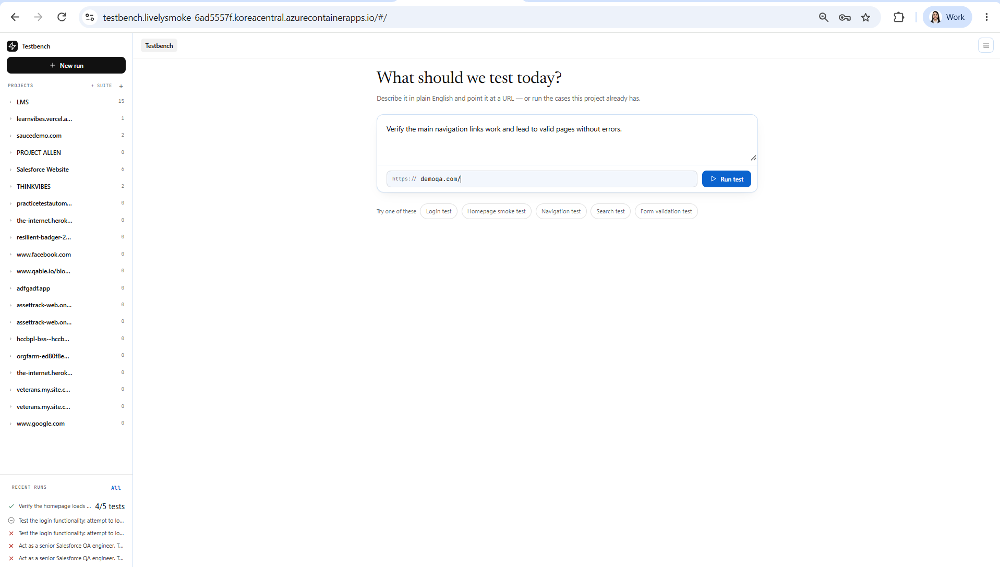 testbench.livelysmoke-6ad5557f.koreacentral.azurecontainerapps.io/#/
Work
Testbench
Testbench
+ New run
PROJECTS + SUITE +
LMS 15
learnvibes.vercel.a... 1
saucedemo.com 2
PROJECT ALLEN 0
Salesforce Website 6
THINKVIBES 2
practicetestautom... 0
the-internet.herok... 0
resilient-badger-2... 0
www.facebook.com 0
www.qable.io/blo... 0
adfgadf.app 0
assettrack-web.on... 0
assettrack-web.on... 0
hccbpl-bss--hccb... 0
orgfarm-ed80f8e... 0
the-internet.herok... 0
veterans.my.site.c... 0
veterans.my.site.c... 0
www.google.com 0
RECENT RUNS All
Verify the homepage loads ... 4/5 tests
Test the login functionality: attempt to lo...
Test the login functionality: attempt to lo...
Act as a senior Salesforce QA engineer. T...
Act as a senior Salesforce QA engineer. T...
What should we test today?
Describe it in plain English and point it at a URL — or run the cases this project already has.
Verify the main navigation links work and lead to valid pages without errors.
https:// demoqa.com/
Run test
Try one of these Login test Homepage smoke test Navigation test Search test Form validation test